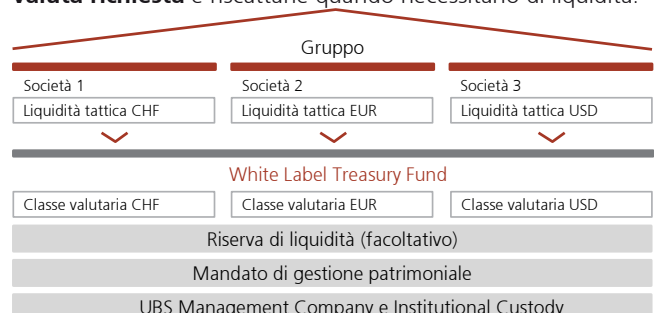 valuta richiesta e riscattarle quando necessitano di liquidità.
Gruppo
Società 1
Società 2
Società 3
Liquidità tattica CHF
Liquidità tattica EUR
Liquidità tattica USD
White Label Treasury Fund
Classe valutaria CHF
Classe valutaria EUR
Classe valutaria USD
Riserva di liquidità (facoltativo)
Mandato di gestione patrimoniale
UBS Management Company e Institutional Custody